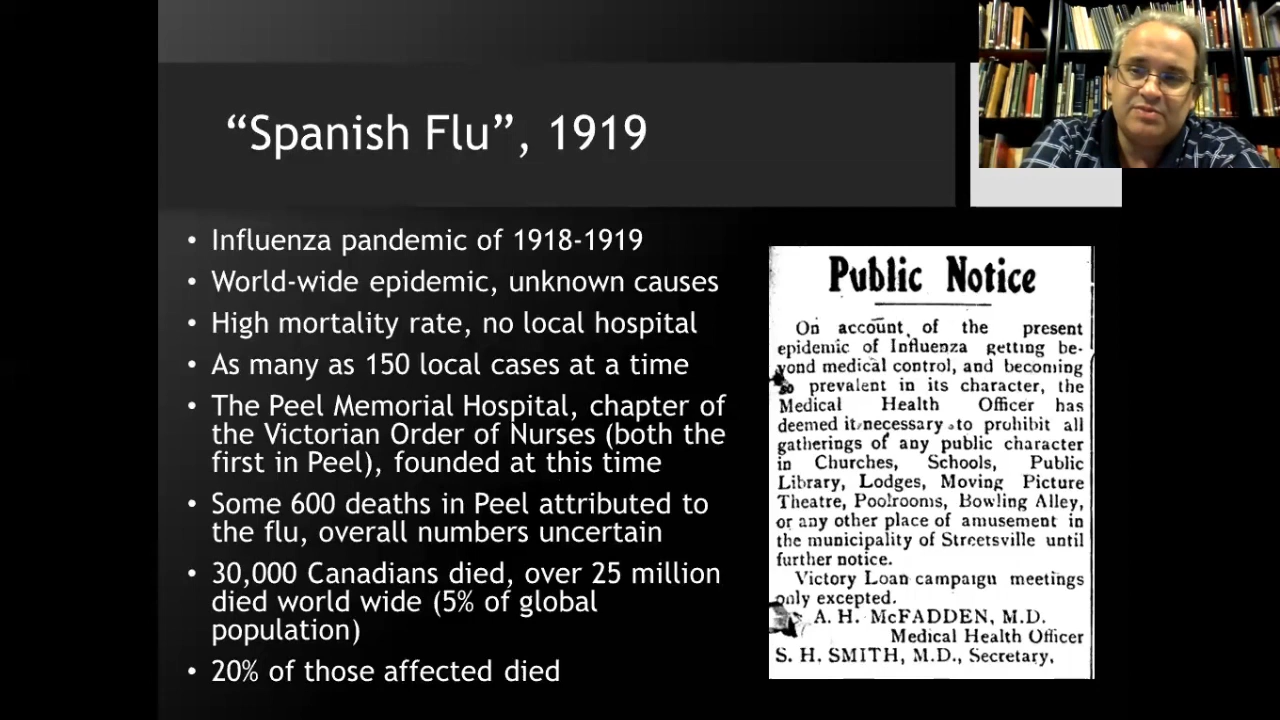 “Spanish Flu”, 1919
• Influenza pandemic of 1918-1919
• World-wide epidemic, unknown causes
• High mortality rate, no local hospital
• As many as 150 local cases at a time
• The Peel Memorial Hospital, chapter of
the Victorian Order of Nurses (both the
first in Peel), founded at this time
• Some 600 deaths in Peel attributed to
the flu, overall numbers uncertain
• 30,000 Canadians died, over 25 million
died world wide (5% of global
population)
• 20% of those affected died
Public Notice
On account of the present
epidemic of Influenza getting be-
yond medical control, and becoming
so prevalent in its character, the
Medical Health Officer has
deemed it necessary to prohibit all
gatherings of any public character
in Churches, Schools, Public
Library, Lodges, Moving Picture
Theatre, Poolrooms, Bowling Alley,
or any other place of amusement in
the municipality of Streetsville until
further notice.
Victory Loan campaign meetings
only excepted.
A. H. McFADDEN, M.D.
Medical Health Officer
S. H. SMITH, M.D., Secretary.